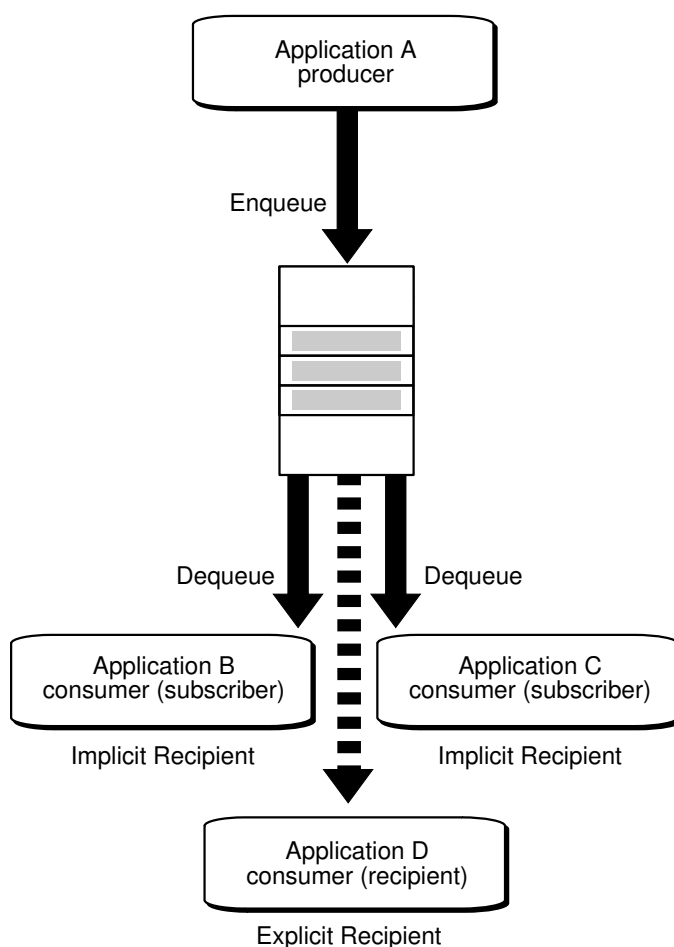 Application A
producer
Enqueue
Dequeue
Dequeue
Application B
consumer (subscriber)
Application C
consumer (subscriber)
Implicit Recipient
Implicit Recipient
Application D
consumer (recipient)
Explicit Recipient